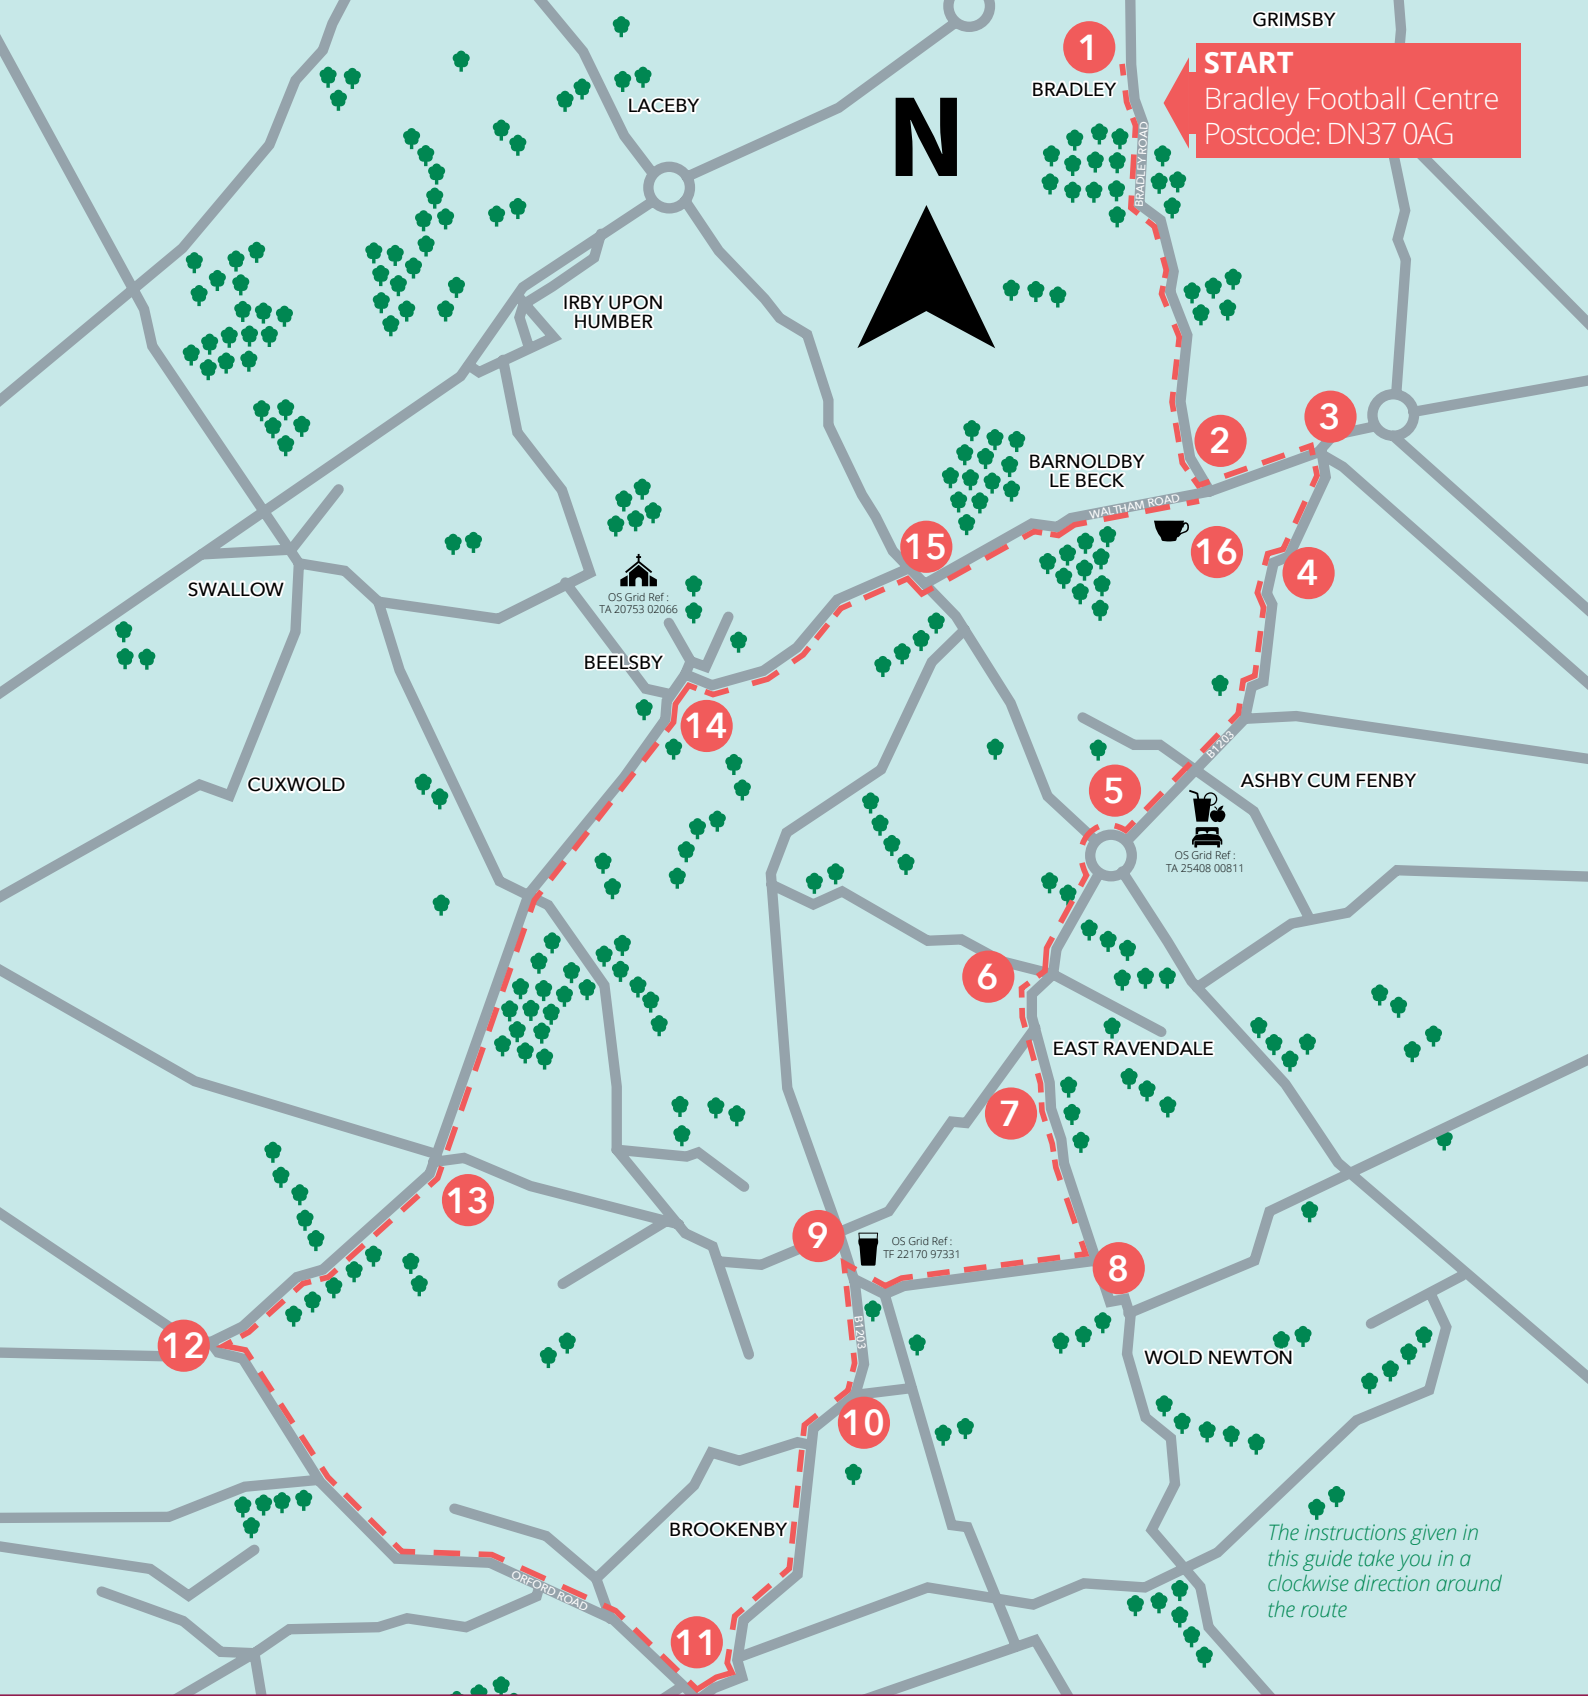 GRIMSBY
1
START
Bradley Football Centre
Postcode: DN37 0AG
BRADLEY
LACEBY
N
BRADLEY ROAD
IRBY UPON
HUMBER
3
2
BARNOLDBY
LE BECK
WALTHAM ROAD
15
16
4
SWALLOW
OS Grid Ref :
TA 20753 02066
BEELSBY
14
B1203
CUXWOLD
5
ASHBY CUM FENBY
OS Grid Ref :
TA 25408 00811
6
EAST RAVENDALE
7
13
9
OS Grid Ref :
TF 22170 97331
8
12
B1203
WOLD NEWTON
10
BROOKENBY
The instructions given in
this guide take you in a
clockwise direction around
the route
ORFORD ROAD
11